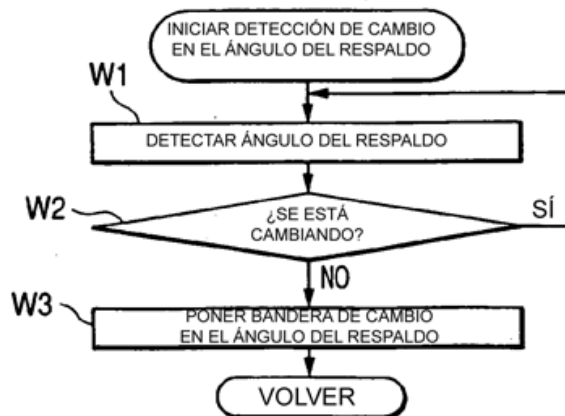 INICIAR DETECCIÓN DE CAMBIO
EN EL ÁNGULO DEL RESPALDO
W1
DETECTAR ÁNGULO DEL RESPALDO
W2
¿SE ESTÁ
CAMBIANDO?
SÍ
NO
W3
PONER BANDERA DE CAMBIO
EN EL ÁNGULO DEL RESPALDO
VOLVER